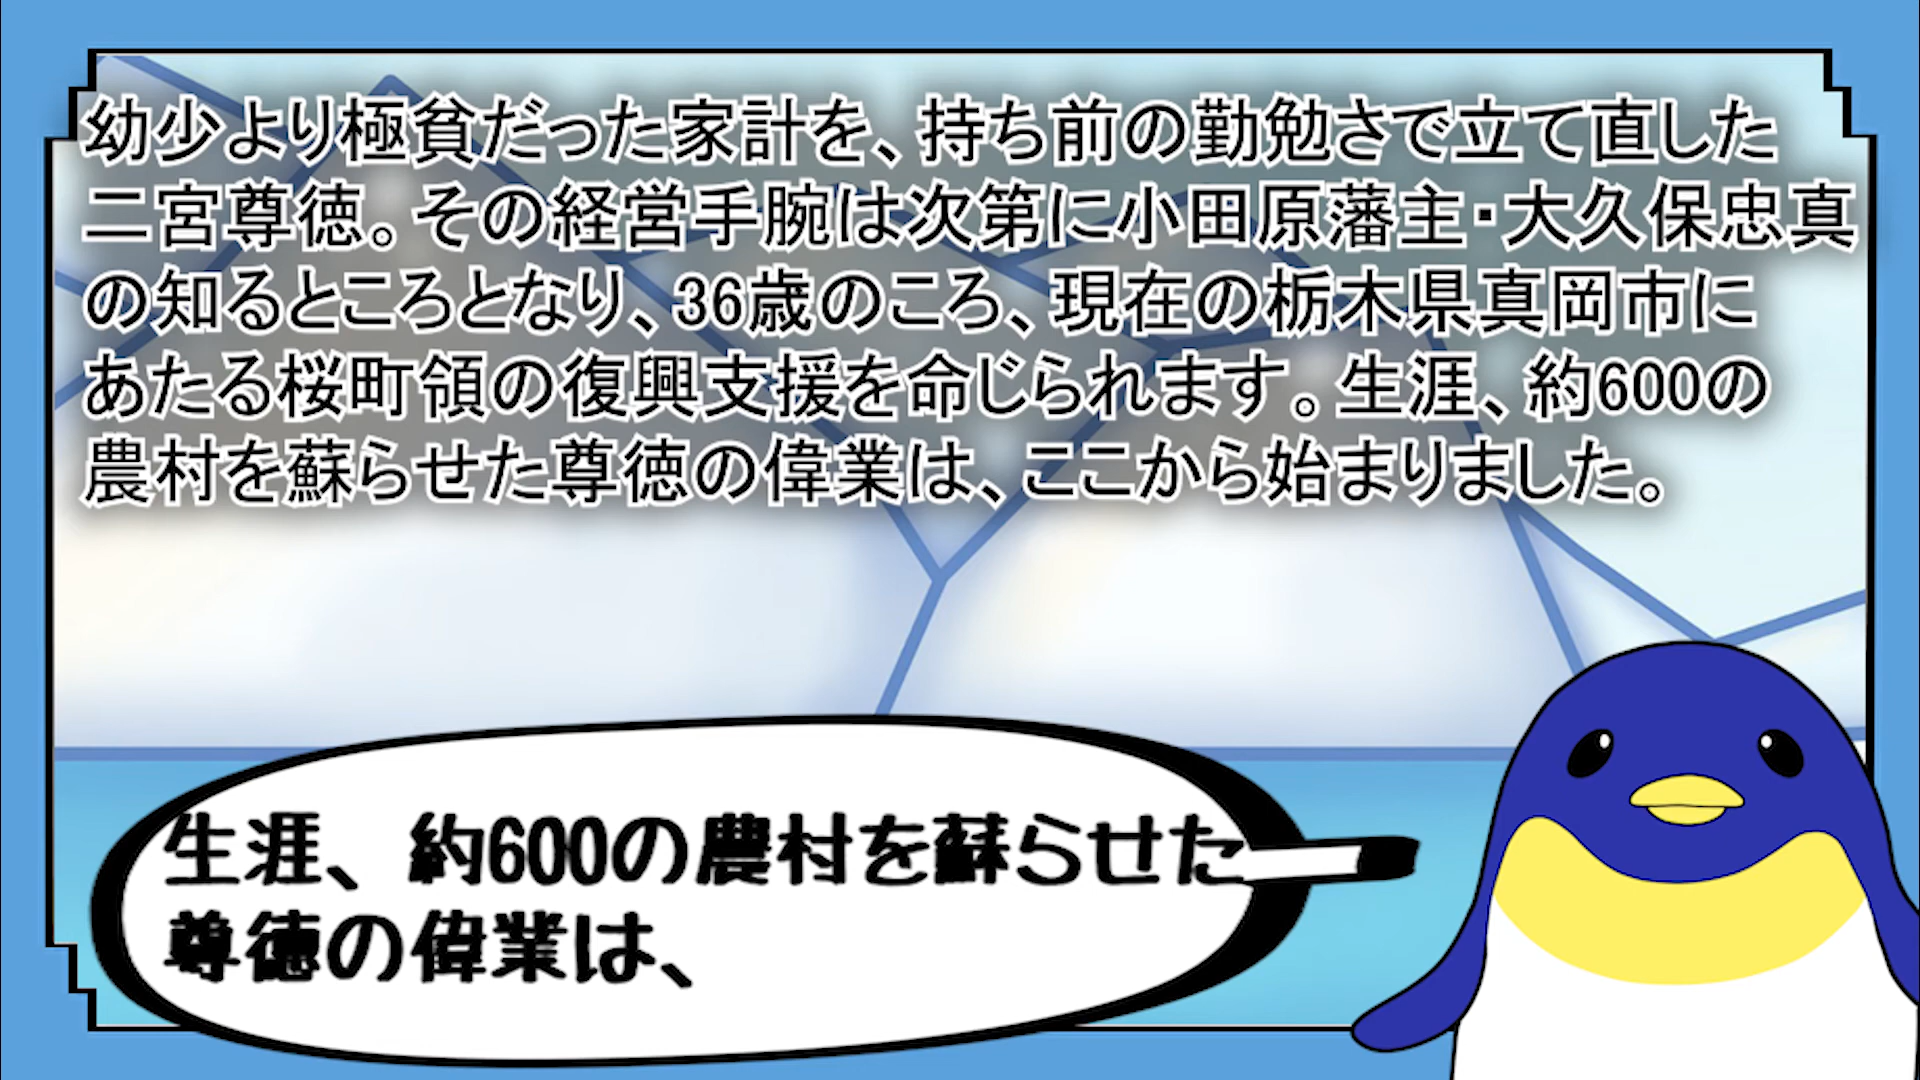 幼少より極貧だった家計を、持ち前の勤勉さで立て直した
二宮尊徳。その経営手腕は次第に小田原藩主・大久保忠真
の知るところとなり、36歳のころ、現在の栃木県真岡市に
あたる桜町領の復興支援を命じられます。生涯、約600の
農村を蘇らせた尊徳の偉業は、ここから始まりました。
生涯、約600の農村を蘇らせた
尊徳の偉業は、